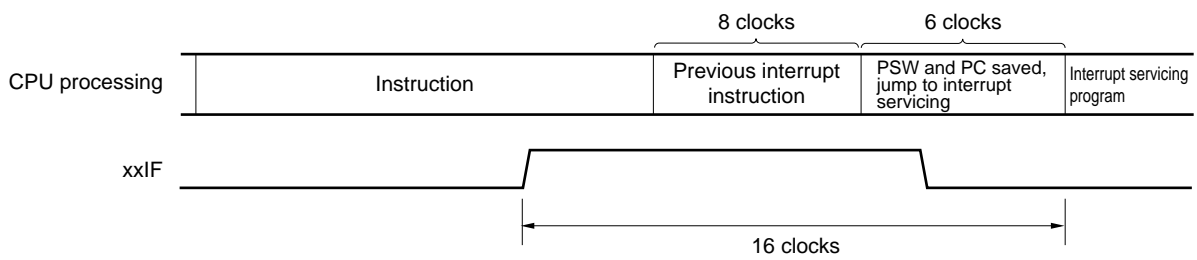 8 clocks
6 clocks
CPU processing
Instruction
Previous interrupt
instruction
PSW and PC saved,
jump to interrupt
servicing
Interrupt servicing
program
xxIF
16 clocks